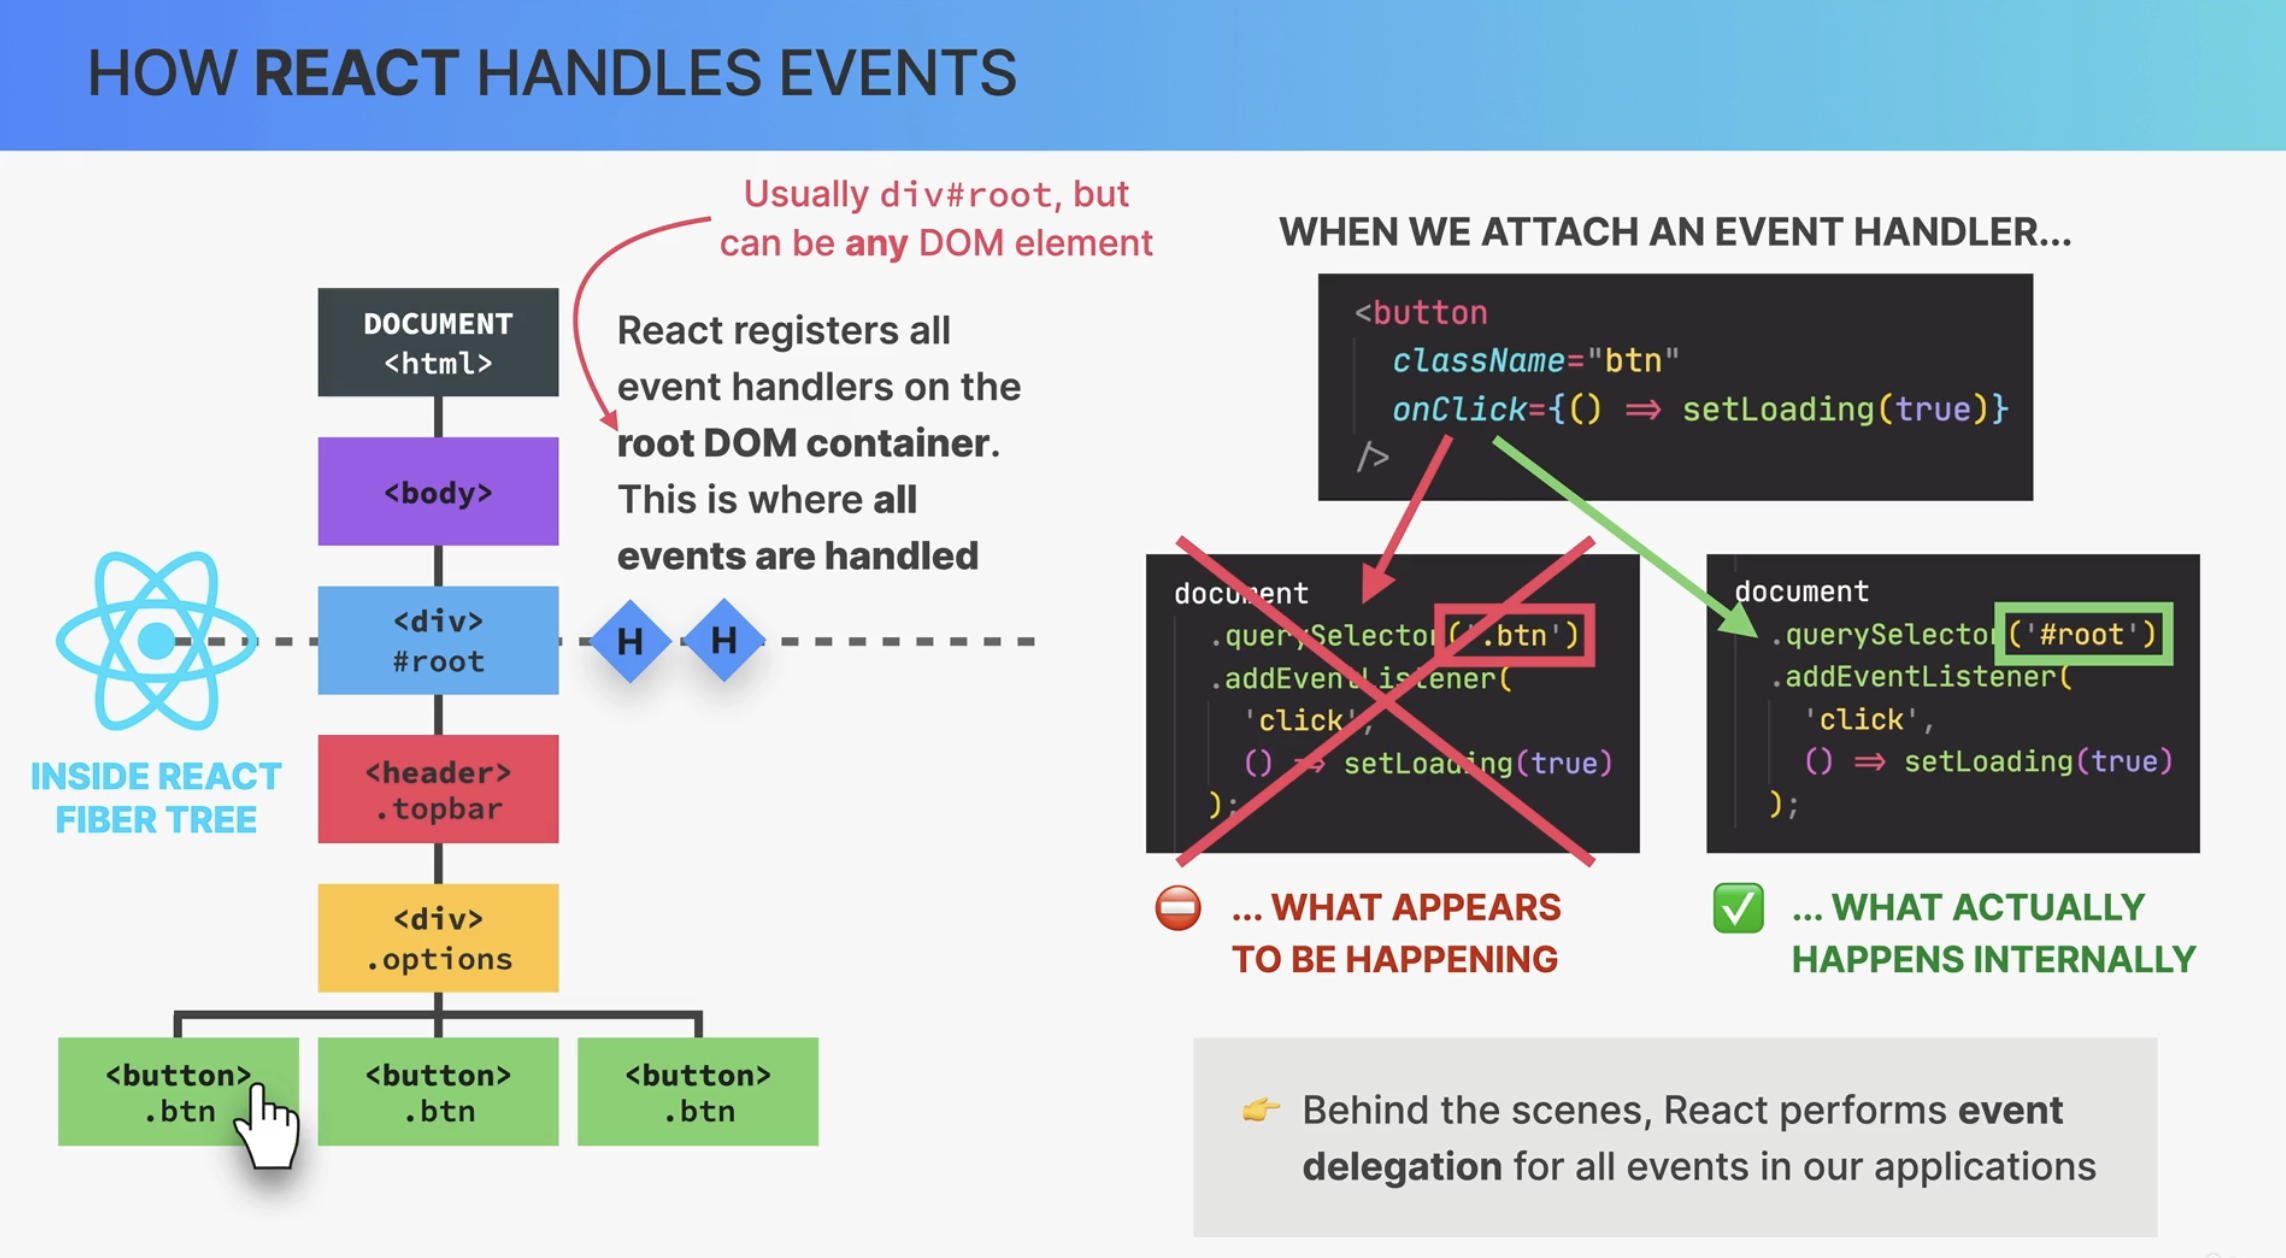 HOW REACT HANDLES EVENTS
Usually div#root, but
can be any DOM element
DOCUMENT
<html>
<body>
<div>
#root
<header>
.topbar
<div>
.options
<button>
.btn
<button>
.btn
<button>
.btn
INSIDE REACT
FIBER TREE
React registers all
event handlers on the
root DOM container.
This is where all
events are handled
H
H
WHEN WE ATTACH AN EVENT HANDLER...
<button
className="btn"
onClick={() => setLoading(true)}
/>
document
.querySelector('.btn')
.addEventListener(
'click',
() => setLoading(true)
);
... WHAT APPEARS
TO BE HAPPENING
document
.querySelector('#root')
.addEventListener(
'click',
() => setLoading(true)
);
... WHAT ACTUALLY
HAPPENS INTERNALLY
👉 Behind the scenes, React performs event
delegation for all events in our applications